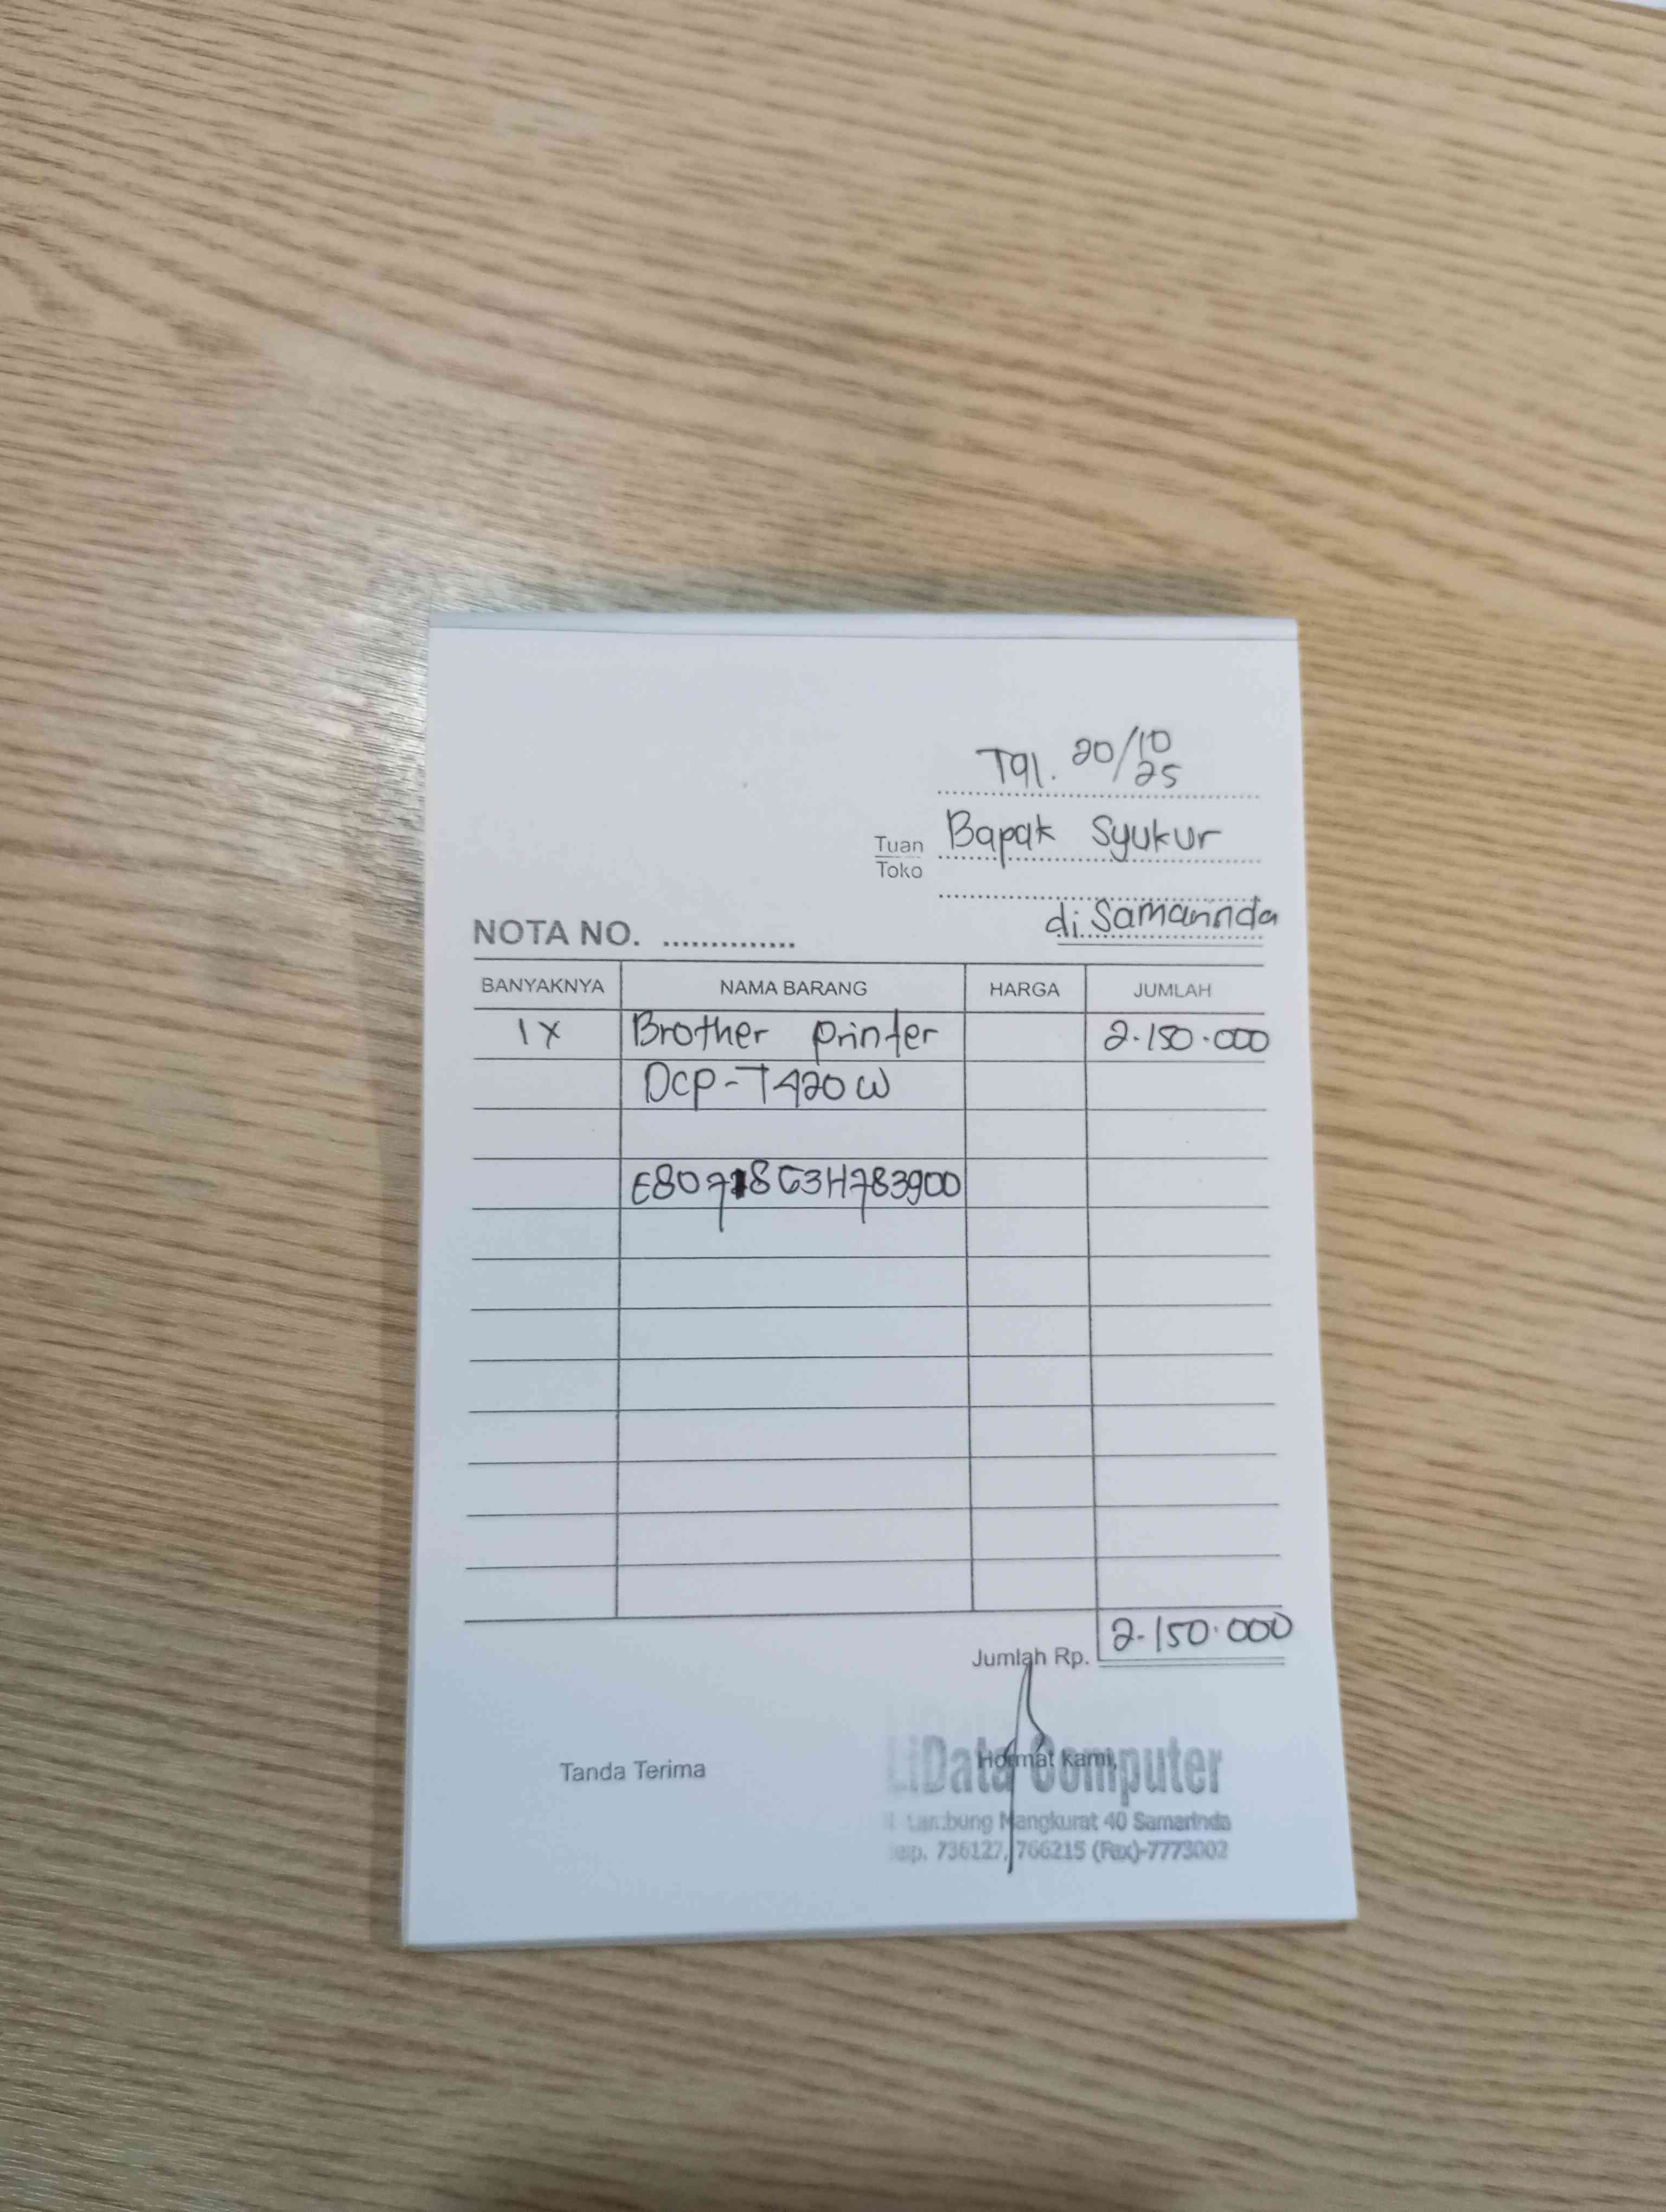 Tgl. 20/10/25
Tuan Bapak Syukur
Toko
di Samarinda
NOTA NO. ..............
BANYAKNYA NAMA BARANG HARGA JUMLAH
1x Brother printer 2.150.000
DCP-T420W
Jumlah Rp. 2.150.000
Tanda Terima Hormat kami,
LiData Computer
Mangkurat 40 Samarinda
736127, 766215 (Fax)-7773002